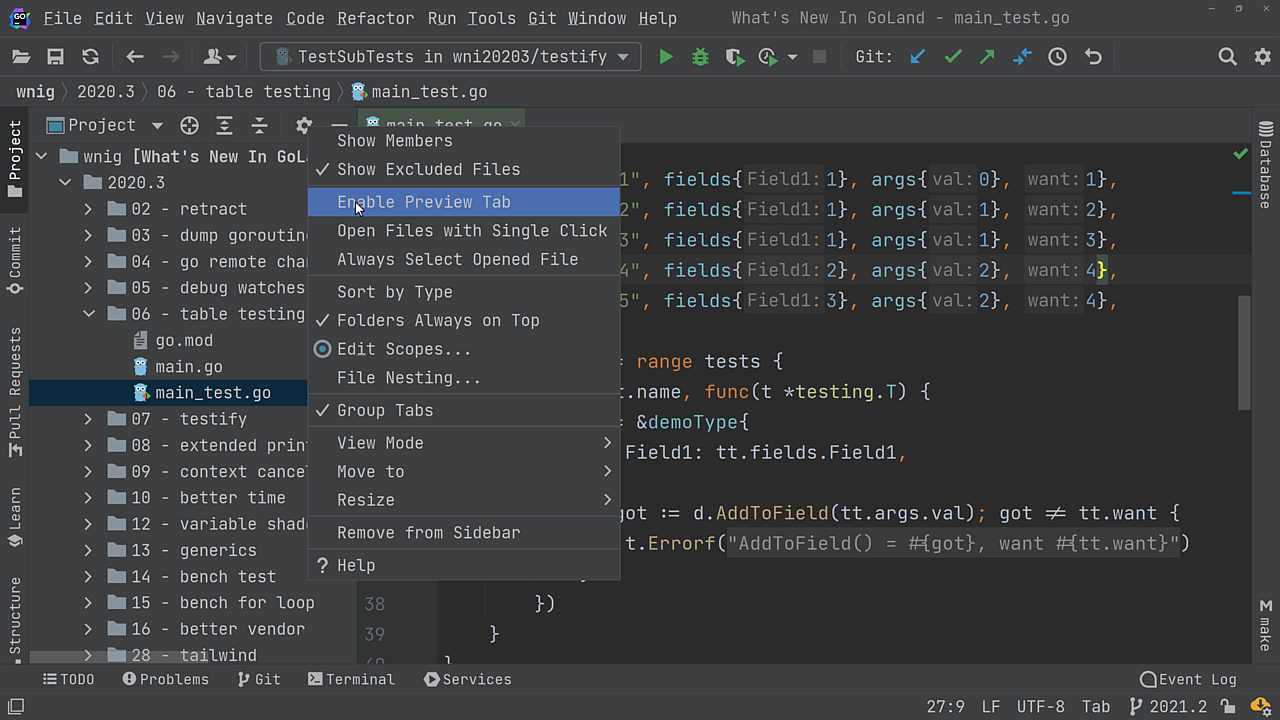 File Edit View Navigate Code Refactor Run Tools Git Window Help What's New In GoLand - main_test.go
TestSubTests in wni20203/testify Git:
wnig 2020.3 06 - table testing main_test.go
Project main_test.go
Project
Commit
Pull Requests
Learn
Structure
wnig [What's New In GoLa
2020.3
02 - retract
03 - dump goroutin
04 - go remote cha
05 - debug watches
06 - table testing
go.mod
main.go
main_test.go
07 - testify
08 - extended prin
09 - context cancel
10 - better time
12 - variable shad
13 - generics
14 - bench test
15 - bench for loop
16 - better vendor
28 - tailwind
Show Members
Show Excluded Files
Enable Preview Tab
Open Files with Single Click
Always Select Opened File
Sort by Type
Folders Always on Top
Edit Scopes...
File Nesting...
Group Tabs
View Mode
Move to
Resize
Remove from Sidebar
? Help
1", fields{Field1: 1}, args{val: 0}, want: 1},
2", fields{Field1: 1}, args{val: 1}, want: 2},
3", fields{Field1: 1}, args{val: 1}, want: 3},
4", fields{Field1: 2}, args{val: 2}, want: 4},
5", fields{Field1: 3}, args{val: 2}, want: 4},
= range tests {
t.name, func(t *testing.T) {
= &demoType{
Field1: tt.fields.Field1,
got := d.AddToField(tt.args.val); got ≠ tt.want {
t.Errorf("AddToField() = #{got}, want #{tt.want}")
38 })
39 }
40 }
Database
make
TODO Problems Git Terminal Services Event Log
27:9 LF UTF-8 Tab 2021.2